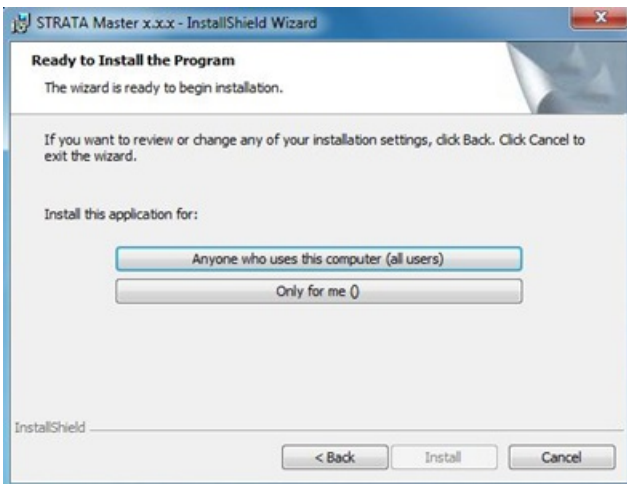 STRATA Master x.x.x - InstallShield Wizard
Ready to Install the Program
The wizard is ready to begin installation.
If you want to review or change any of your installation settings, click Back. Click Cancel to
exit the wizard.
Install this application for:
Anyone who uses this computer (all users)
Only for me ()
InstallShield
< Back
Install
Cancel